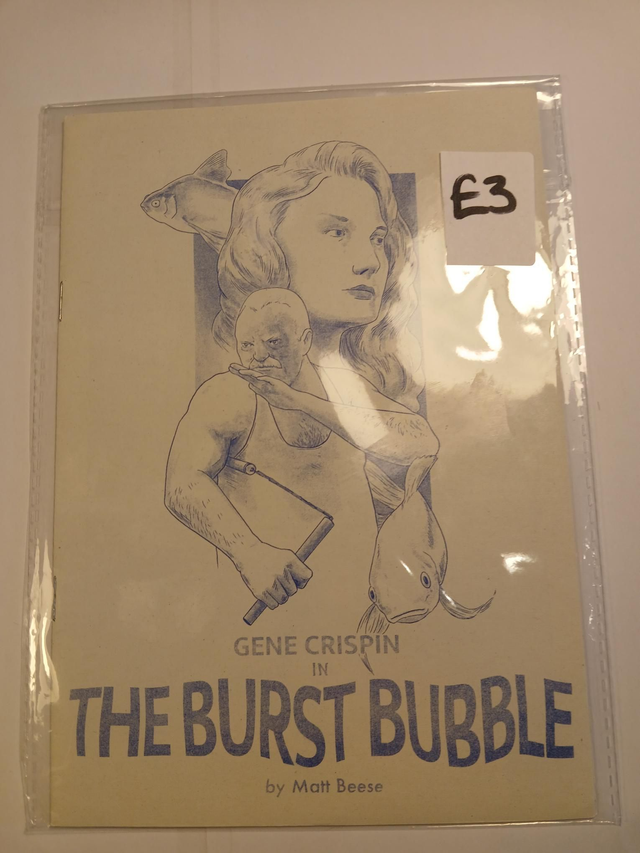 £3
GENE CRISPIN
IN
THE BURST BUBBLE
by Matt Beese